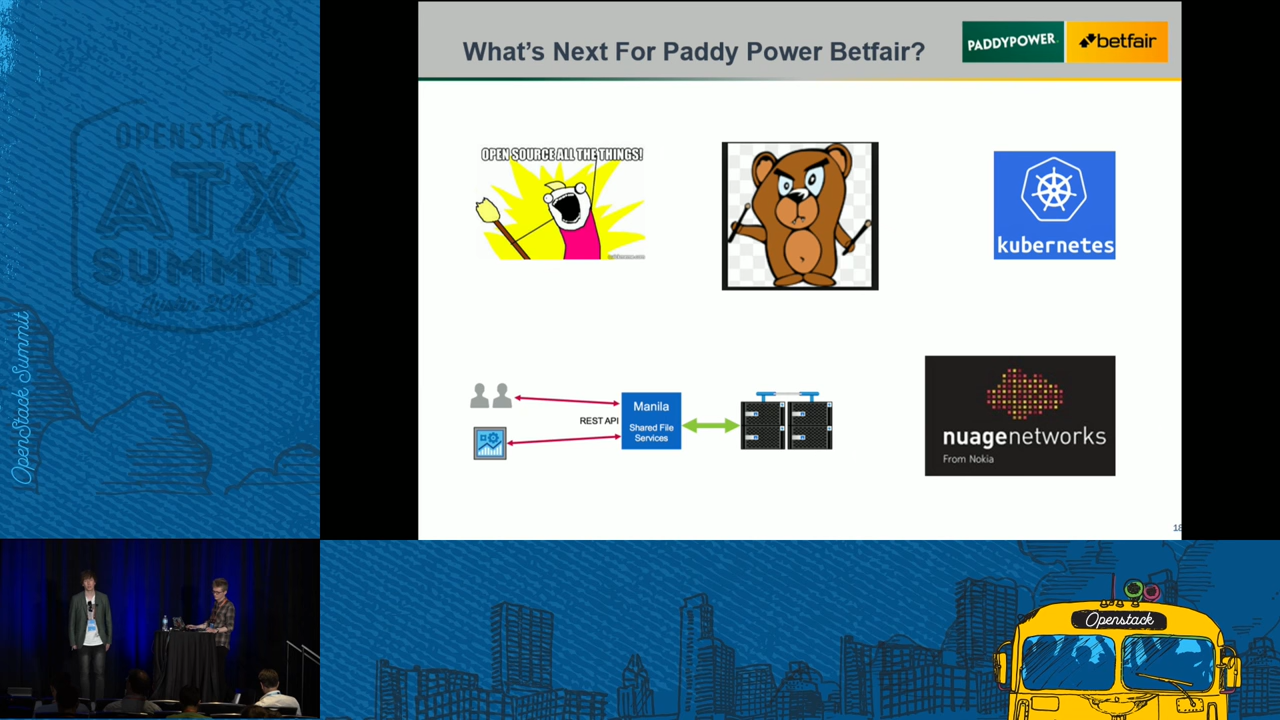 OPENSTACK
ATX
SUMMIT
Austin 2016
OpenStack Summit
What's Next For Paddy Power Betfair?
PADDYPOWER.
betfair
OPEN SOURCE ALL THE THINGS!
kubernetes
REST API
Manila
Shared File
Services
nuagenetworks
From Nokia
Openstack